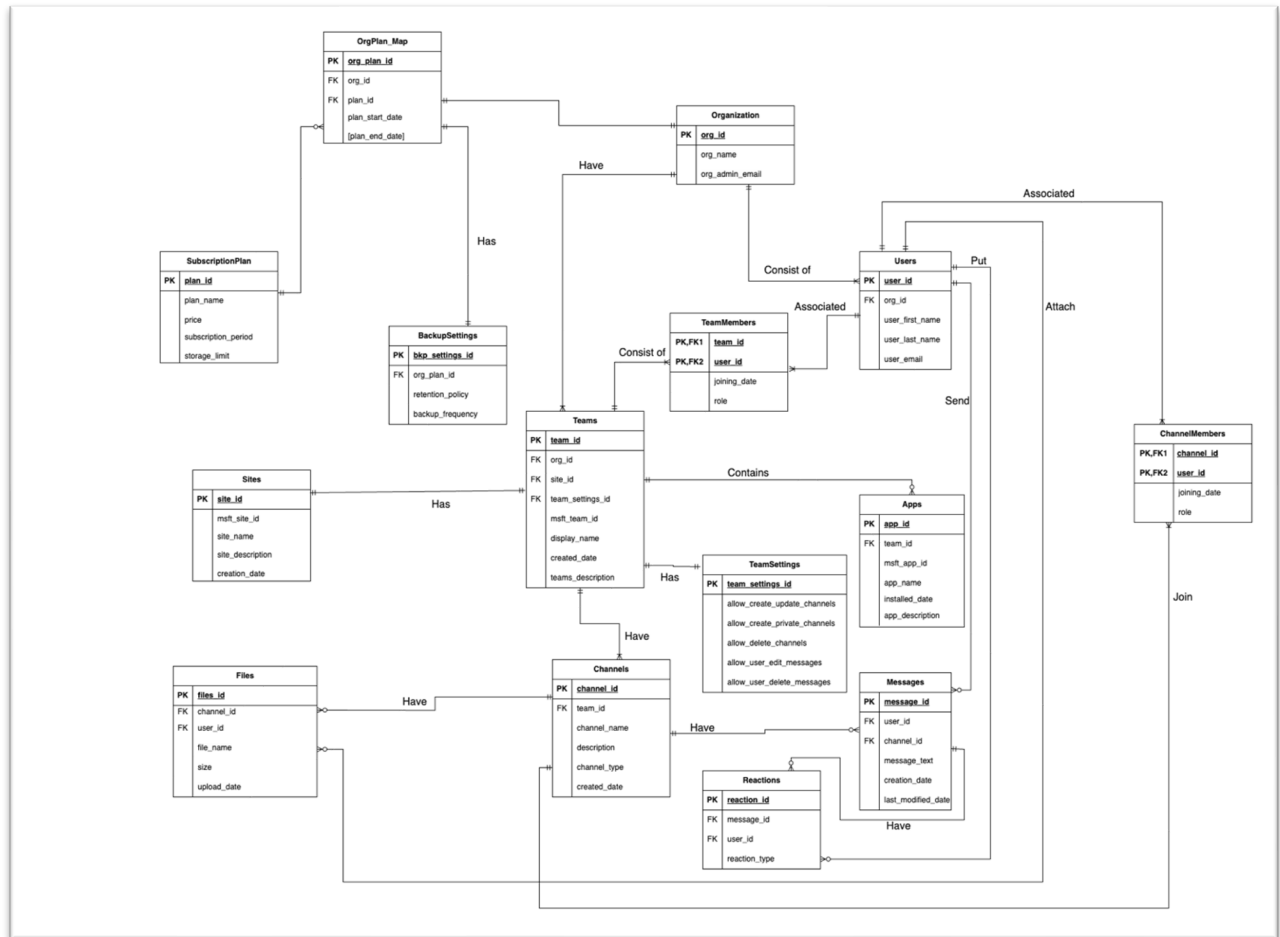 OrgPlan_Map
PK org_plan_id
FK org_id
FK plan_id
plan_start_date
[plan_end_date]
Organization
PK org_id
org_name
org_admin_email
Have
Associated
Has
SubscriptionPlan
PK plan_id
plan_name
price
subscription_period
storage_limit
Users
PK user_id
FK org_id
user_first_name
user_last_name
user_email
Put
Consist of
Attach
Associated
TeamMembers
PK,FK1 team_id
PK,FK2 user_id
joining_date
role
BackupSettings
PK bkp_settings_id
FK org_plan_id
retention_policy
backup_frequency
Consist of
Send
Teams
PK team_id
FK org_id
FK site_id
FK team_settings_id
msft_team_id
display_name
created_date
teams_description
ChannelMembers
PK,FK1 channel_id
PK,FK2 user_id
joining_date
role
Sites
PK site_id
msft_site_id
site_name
site_description
creation_date
Has
Contains
Apps
PK app_id
FK team_id
msft_app_id
app_name
installed_date
app_description
Has
TeamSettings
PK team_settings_id
allow_create_update_channels
allow_create_private_channels
allow_delete_channels
allow_user_edit_messages
allow_user_delete_messages
Join
Have
Files
PK files_id
FK channel_id
FK user_id
file_name
size
upload_date
Have
Channels
PK channel_id
FK team_id
channel_name
description
channel_type
created_date
Have
Messages
PK message_id
FK user_id
FK channel_id
message_text
creation_date
last_modified_date
Reactions
PK reaction_id
FK message_id
FK user_id
reaction_type
Have